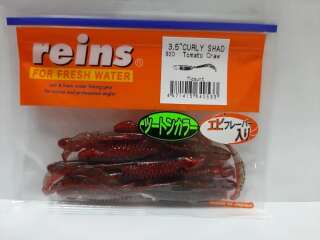 reins
FOR FRESH WATER
3.5"CURLY SHAD
Tomato Craw
ツートンカラー
エビフレーバー
入り